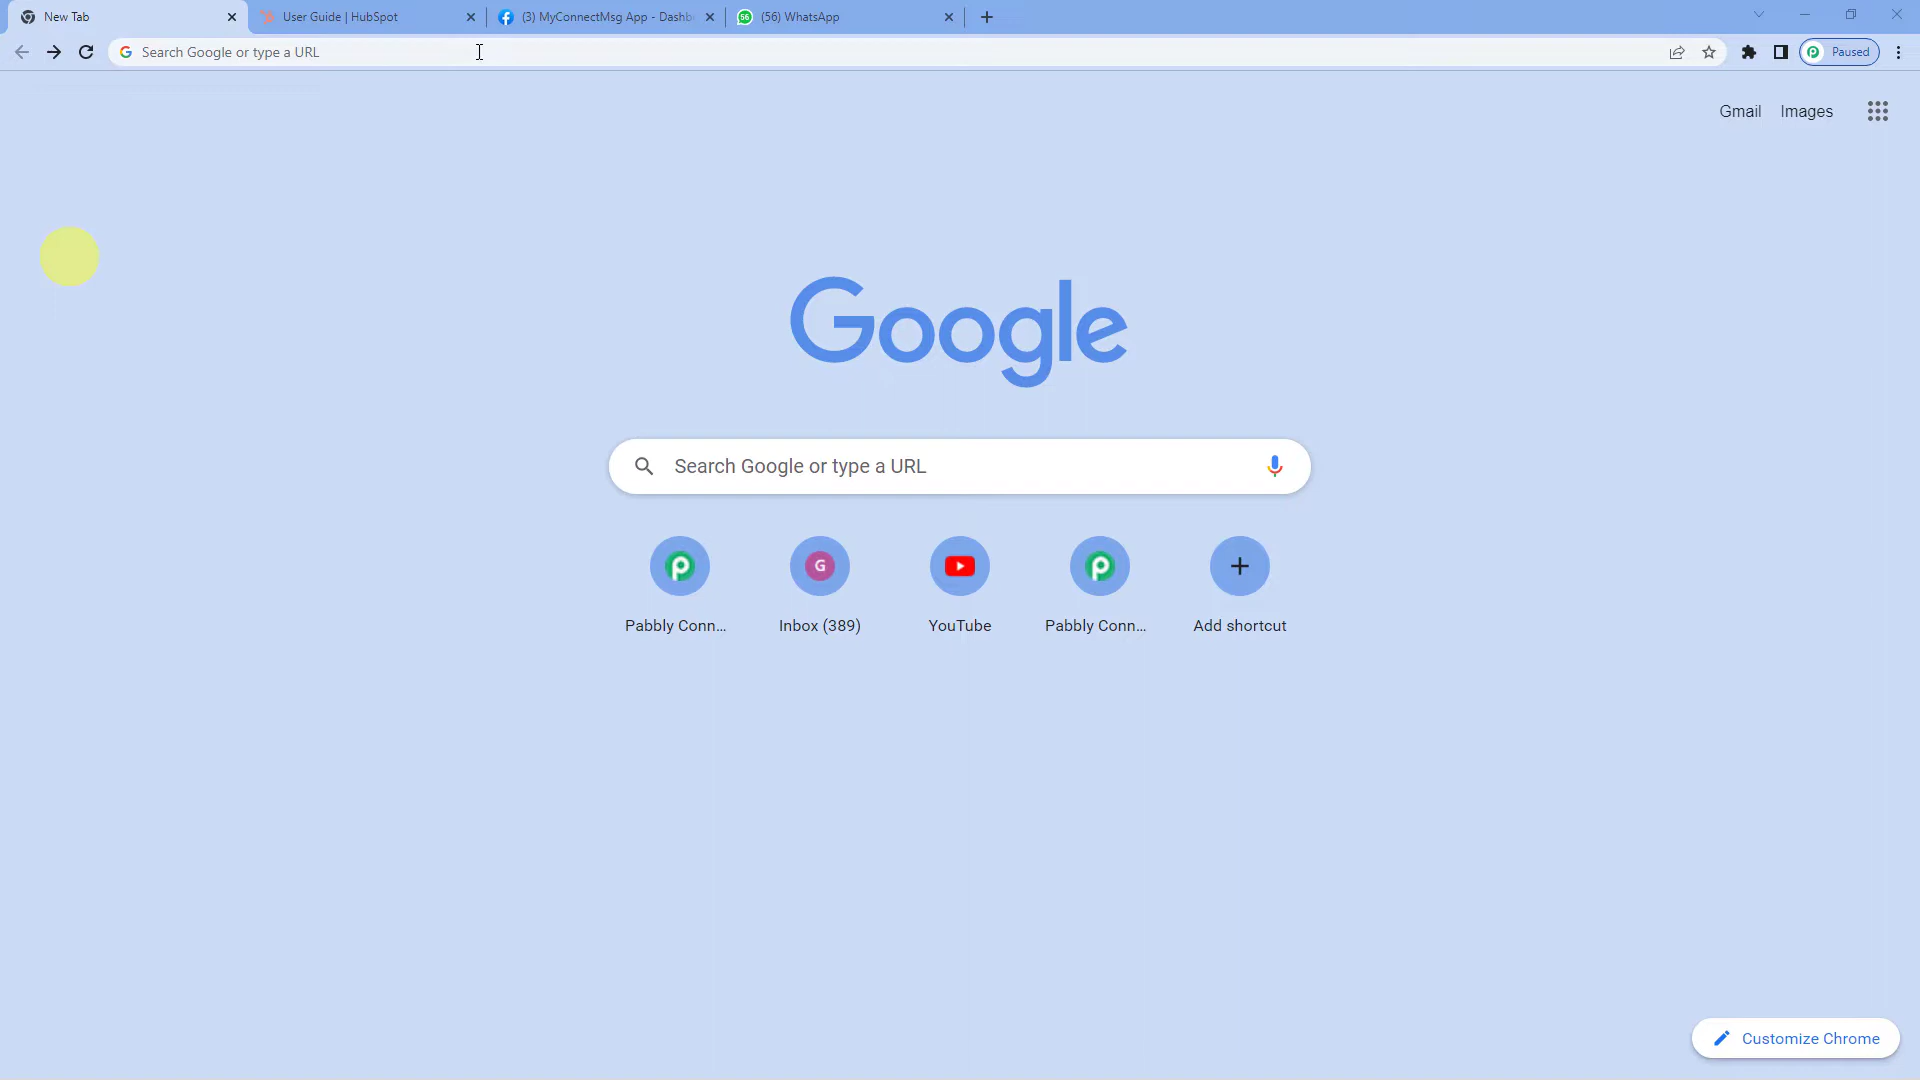 New Tab
User Guide | HubSpot
(3) MyConnectMsg App - Dashb
56
(56) WhatsApp
Search Google or type a URL
Paused
Gmail
Images
Google
Search Google or type a URL
G
Pabbly Conn...
Inbox (389)
YouTube
Pabbly Conn...
Add shortcut
Customize Chrome